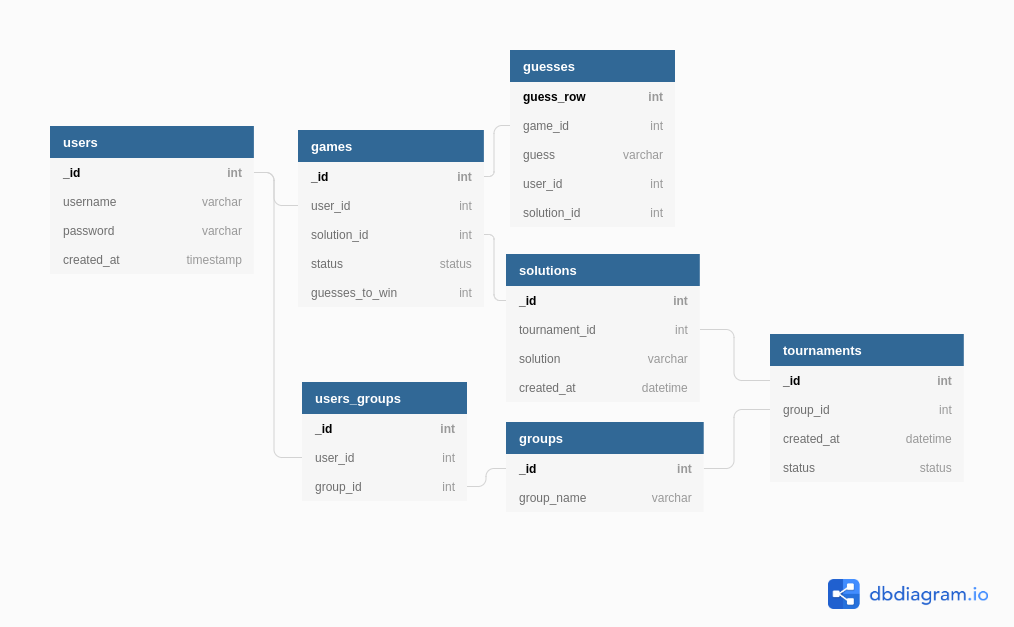 users
_id int
username varchar
password varchar
created_at timestamp
games
_id int
user_id int
solution_id int
status status
guesses_to_win int
guesses
guess_row int
game_id int
guess varchar
user_id int
solution_id int
solutions
_id int
tournament_id int
solution varchar
created_at datetime
tournaments
_id int
group_id int
created_at datetime
status status
users_groups
_id int
user_id int
group_id int
groups
_id int
group_name varchar
dbdiagram.io